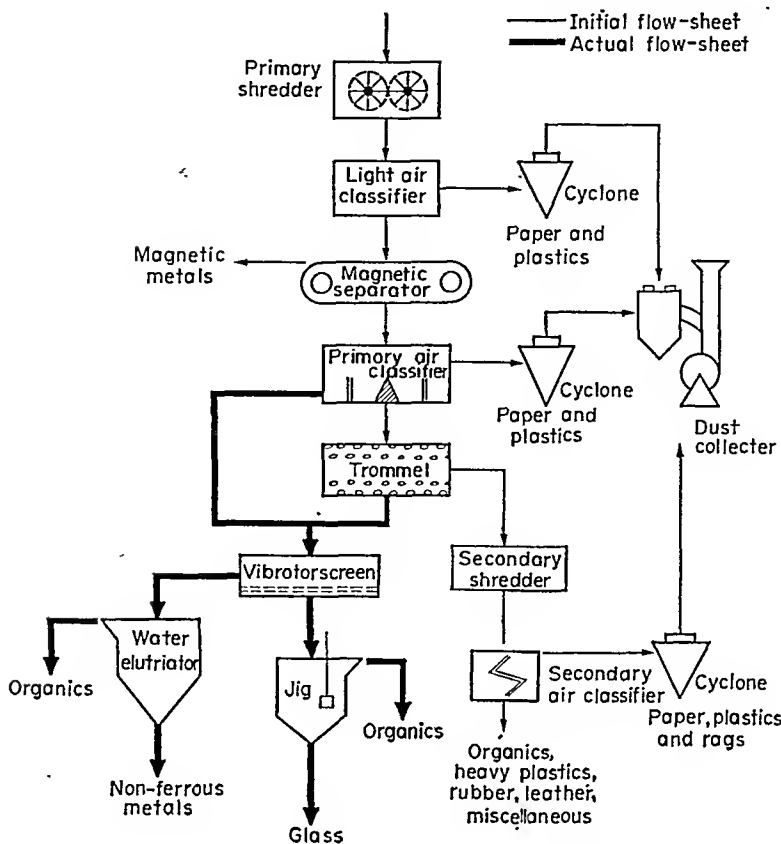 Initial flow-sheet
Actual flow-sheet
Primary
shredder
Light air
classifier
Cyclone
Paper and
plastics
Magnetic
metals
Magnetic
separator
Primary air
classifier
Cyclone
Paper and
plastics
Dust
collecter
Trommel
Vibrotorscreen
Secondary
shredder
Water
elutriator
Organics
Jig
Organics
Secondary
air classifier
Cyclone
Paper, plastics
and rags
Non-ferrous
metals
Glass
Organics,
heavy plastics,
rubber, leather,
miscellaneous